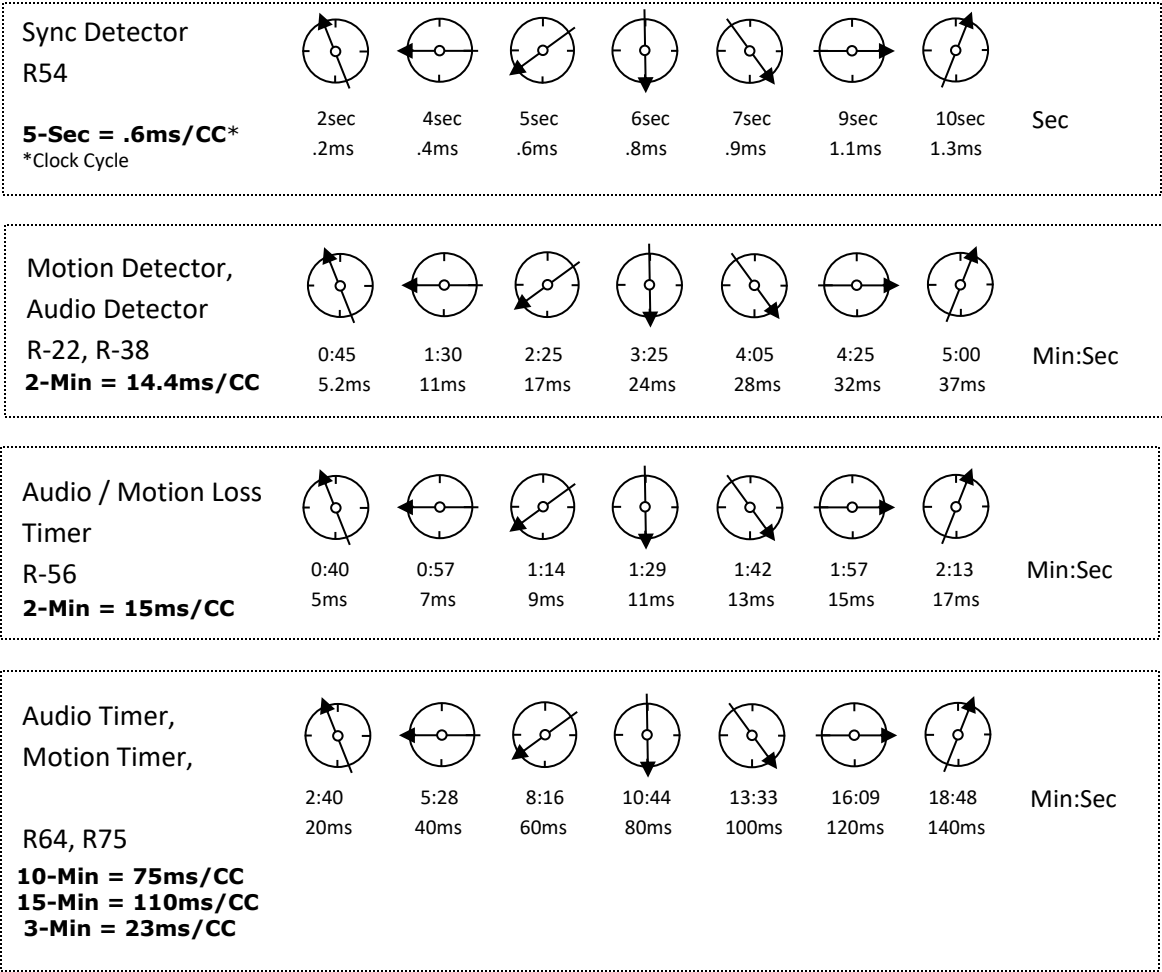 Sync Detector
R54
5-Sec = .6ms/CC*
*Clock Cycle
2sec 4sec 5sec 6sec 7sec 9sec 10sec Sec
.2ms .4ms .6ms .8ms .9ms 1.1ms 1.3ms
Motion Detector,
Audio Detector
R-22, R-38
2-Min = 14.4ms/CC
0:45 1:30 2:25 3:25 4:05 4:25 5:00 Min:Sec
5.2ms 11ms 17ms 24ms 28ms 32ms 37ms
Audio / Motion Loss
Timer
R-56
2-Min = 15ms/CC
0:40 0:57 1:14 1:29 1:42 1:57 2:13 Min:Sec
5ms 7ms 9ms 11ms 13ms 15ms 17ms
Audio Timer,
Motion Timer,
2:40 5:28 8:16 10:44 13:33 16:09 18:48 Min:Sec
20ms 40ms 60ms 80ms 100ms 120ms 140ms
R64, R75
10-Min = 75ms/CC
15-Min = 110ms/CC
3-Min = 23ms/CC